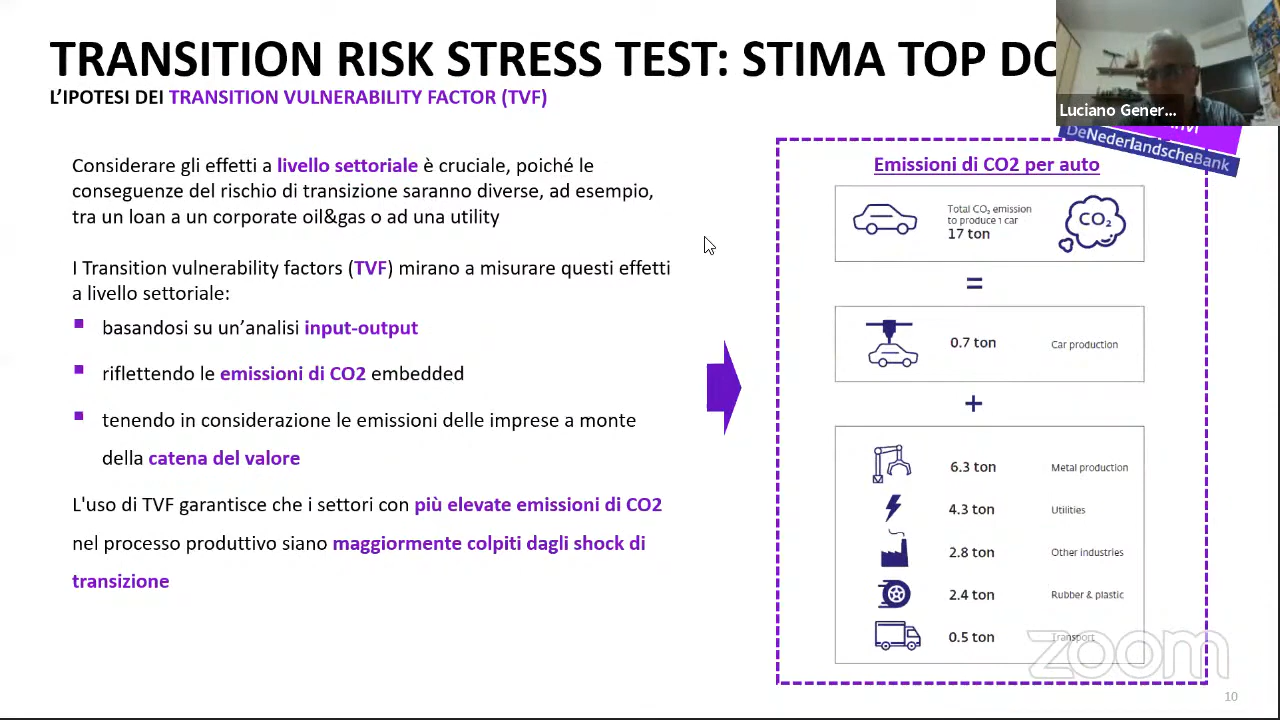 TRANSITION RISK STRESS TEST: STIMA TOP DO
L'IPOTESI DEI TRANSITION VULNERABILITY FACTOR (TVF)
Luciano Gener...
DeNederlandscheBank
Considerare gli effetti a livello settoriale è cruciale, poiché le
conseguenze del rischio di transizione saranno diverse, ad esempio,
tra un loan a un corporate oil&gas o ad una utility
I Transition vulnerability factors (TVF) mirano a misurare questi effetti
a livello settoriale:
basandosi su un'analisi input-output
riflettendo le emissioni di CO2 embedded
tenendo in considerazione le emissioni delle imprese a monte
della catena del valore
L'uso di TVF garantisce che i settori con più elevate emissioni di CO2
nel processo produttivo siano maggiormente colpiti dagli shock di
transizione
Emissioni di CO2 per auto
Total CO₂ emission
to produce 1 car
17 ton
CO₂
=
0.7 ton Car production
+
6.3 ton Metal production
4.3 ton Utilities
2.8 ton Other industries
2.4 ton Rubber & plastic
0.5 ton Transport
zoom
10